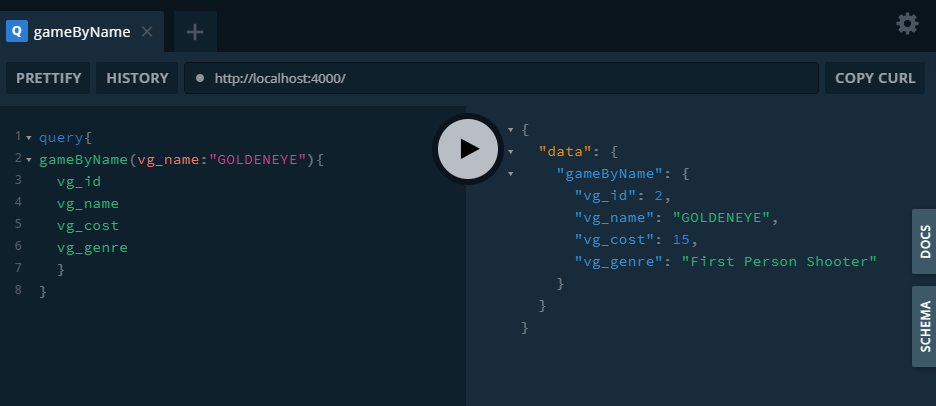 Q gameByName × +
PRETTIFY HISTORY http://localhost:4000/ COPY CURL
1 query{
2 gameByName(vg_name:"GOLDENEYE"){
3 vg_id
4 vg_name
5 vg_cost
6 vg_genre
7 }
8 }
{
"data": {
"gameByName": {
"vg_id": 2,
"vg_name": "GOLDENEYE",
"vg_cost": 15,
"vg_genre": "First Person Shooter"
}
}
}
DOCS
SCHEMA